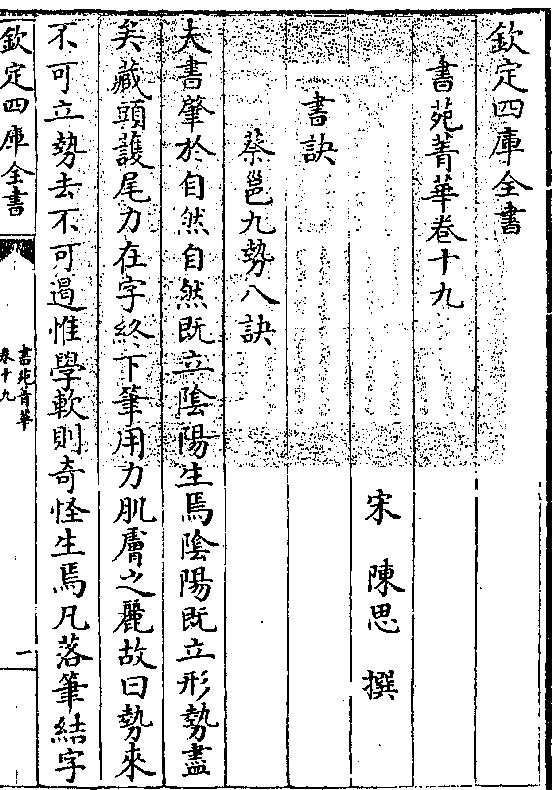 欽定四庫全書
書苑菁華卷十九
宋 陳思 撰
書訣
蔡邕九勢八訣
夫書肇於自然自然既立陰陽生焉陰陽既立形勢盡
矣藏頭護尾力在字終下筆用力肌膚之麗故曰勢來
不可立勢去不可遏惟學軟則奇怪生焉凡落筆結字
欽定四庫全書
書苑菁華
卷十九
一